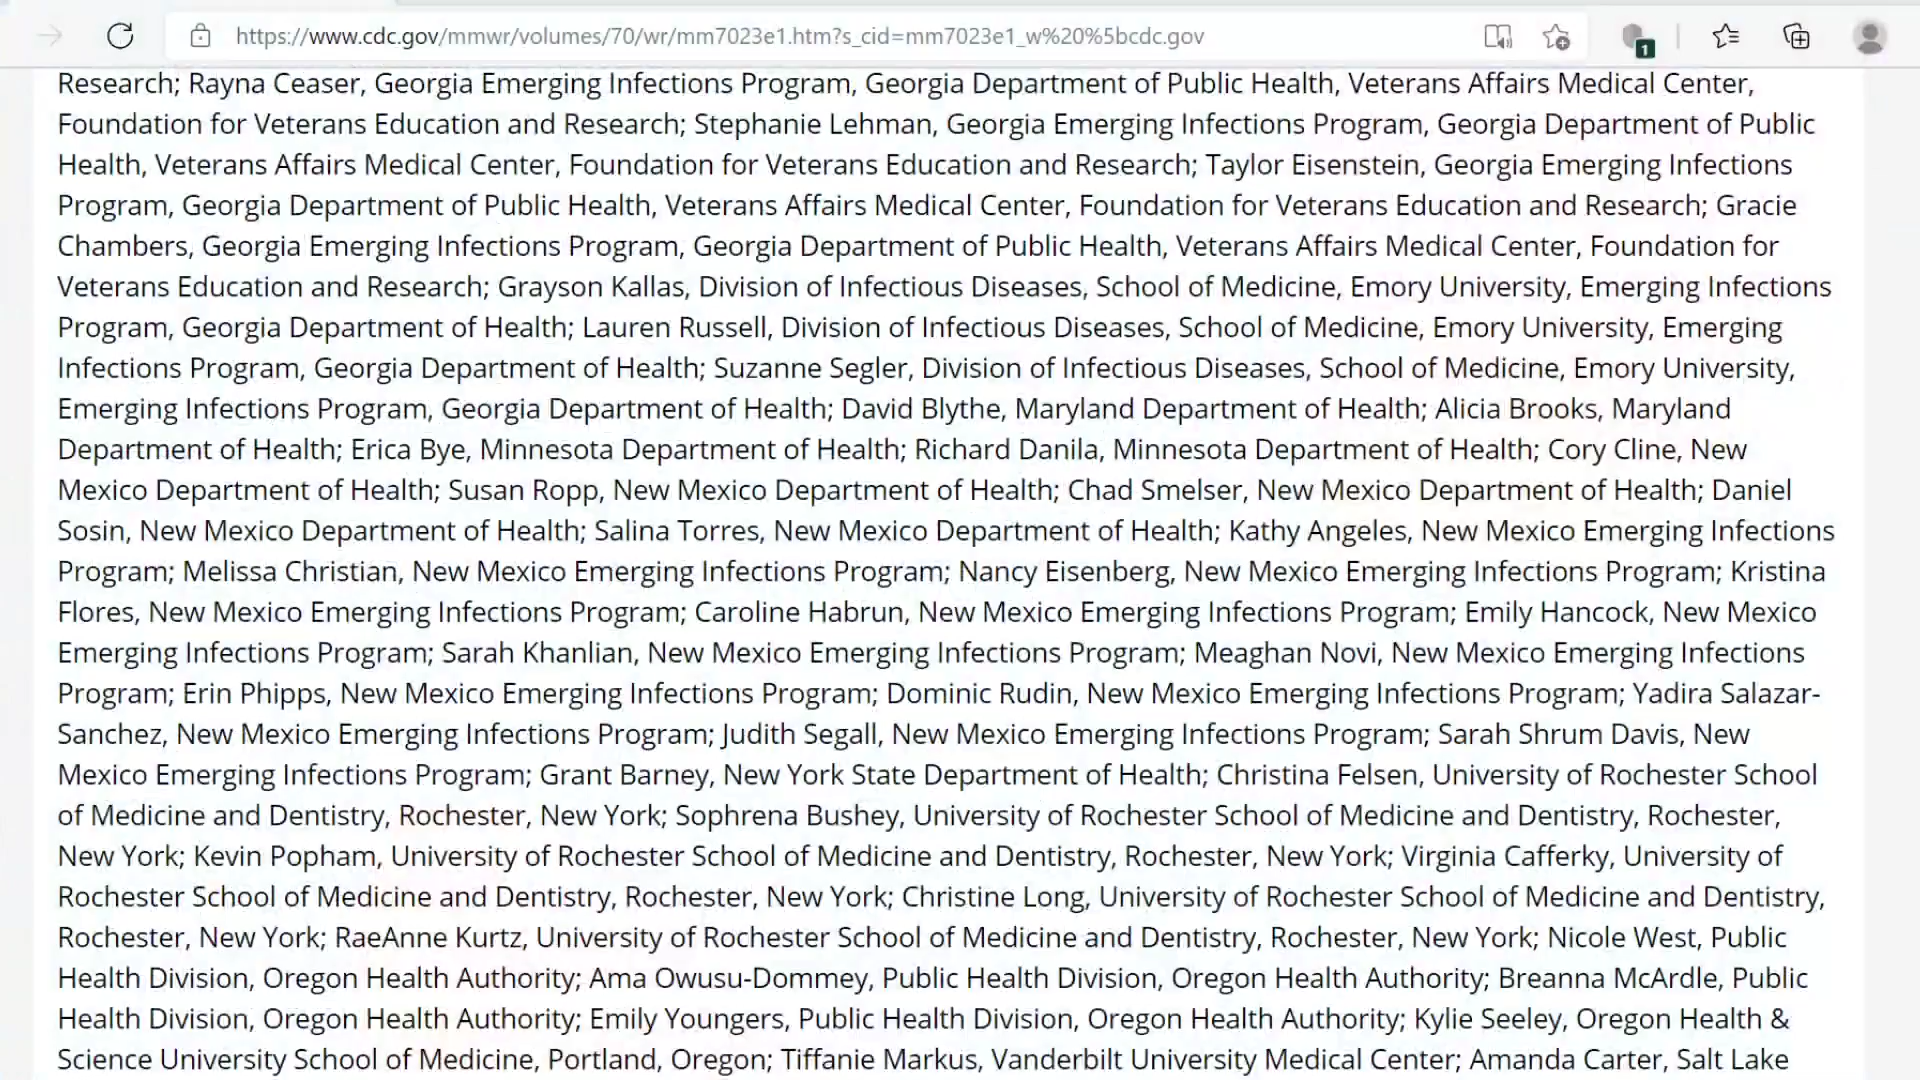 https://www.cdc.gov/mmwr/volumes/70/wr/mm7023e1.htm?s_cid=mm7023e1_w%20%5bcdc.gov
1
Research; Rayna Ceaser, Georgia Emerging Infections Program, Georgia Department of Public Health, Veterans Affairs Medical Center,
Foundation for Veterans Education and Research; Stephanie Lehman, Georgia Emerging Infections Program, Georgia Department of Public
Health, Veterans Affairs Medical Center, Foundation for Veterans Education and Research; Taylor Eisenstein, Georgia Emerging Infections
Program, Georgia Department of Public Health, Veterans Affairs Medical Center, Foundation for Veterans Education and Research; Gracie
Chambers, Georgia Emerging Infections Program, Georgia Department of Public Health, Veterans Affairs Medical Center, Foundation for
Veterans Education and Research; Grayson Kallas, Division of Infectious Diseases, School of Medicine, Emory University, Emerging Infections
Program, Georgia Department of Health; Lauren Russell, Division of Infectious Diseases, School of Medicine, Emory University, Emerging
Infections Program, Georgia Department of Health; Suzanne Segler, Division of Infectious Diseases, School of Medicine, Emory University,
Emerging Infections Program, Georgia Department of Health; David Blythe, Maryland Department of Health; Alicia Brooks, Maryland
Department of Health; Erica Bye, Minnesota Department of Health; Richard Danila, Minnesota Department of Health; Cory Cline, New
Mexico Department of Health; Susan Ropp, New Mexico Department of Health; Chad Smelser, New Mexico Department of Health; Daniel
Sosin, New Mexico Department of Health; Salina Torres, New Mexico Department of Health; Kathy Angeles, New Mexico Emerging Infections
Program; Melissa Christian, New Mexico Emerging Infections Program; Nancy Eisenberg, New Mexico Emerging Infections Program; Kristina
Flores, New Mexico Emerging Infections Program; Caroline Habrun, New Mexico Emerging Infections Program; Emily Hancock, New Mexico
Emerging Infections Program; Sarah Khanlian, New Mexico Emerging Infections Program; Meaghan Novi, New Mexico Emerging Infections
Program; Erin Phipps, New Mexico Emerging Infections Program; Dominic Rudin, New Mexico Emerging Infections Program; Yadira Salazar-
Sanchez, New Mexico Emerging Infections Program; Judith Segall, New Mexico Emerging Infections Program; Sarah Shrum Davis, New
Mexico Emerging Infections Program; Grant Barney, New York State Department of Health; Christina Felsen, University of Rochester School
of Medicine and Dentistry, Rochester, New York; Sophrena Bushey, University of Rochester School of Medicine and Dentistry, Rochester,
New York; Kevin Popham, University of Rochester School of Medicine and Dentistry, Rochester, New York; Virginia Cafferky, University of
Rochester School of Medicine and Dentistry, Rochester, New York; Christine Long, University of Rochester School of Medicine and Dentistry,
Rochester, New York; RaeAnne Kurtz, University of Rochester School of Medicine and Dentistry, Rochester, New York; Nicole West, Public
Health Division, Oregon Health Authority; Ama Owusu-Dommey, Public Health Division, Oregon Health Authority; Breanna McArdle, Public
Health Division, Oregon Health Authority; Emily Youngers, Public Health Division, Oregon Health Authority; Kylie Seeley, Oregon Health &
Science University School of Medicine, Portland, Oregon; Tiffanie Markus, Vanderbilt University Medical Center; Amanda Carter, Salt Lake